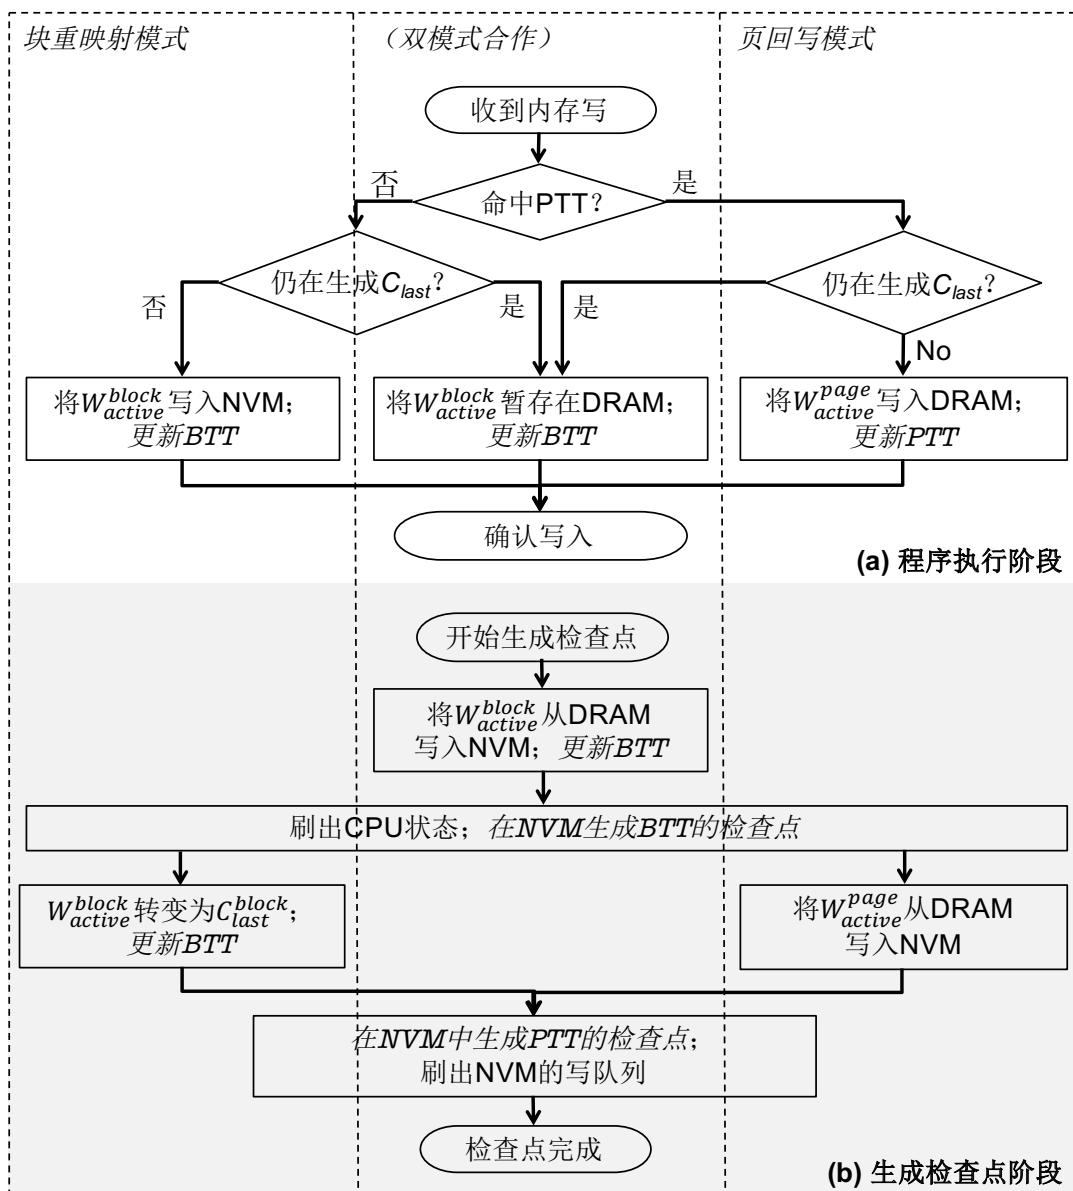 块重映射模式
（双模式合作）
页回写模式
收到内存写
命中PTT？
否
是
仍在生成C_last？
仍在生成C_last？
否
是
是
No
将W_active^block写入NVM；
更新BTT
将W_active^block暂存在DRAM；
更新BTT
将W_active^page写入DRAM；
更新PTT
确认写入
(a) 程序执行阶段
开始生成检查点
将W_active^block从DRAM
写入NVM；更新BTT
刷出CPU状态；在NVM生成BTT的检查点
W_active^block转变为C_last^block；
更新BTT
将W_active^page从DRAM
写入NVM
在NVM中生成PTT的检查点；
刷出NVM的写队列
检查点完成
(b) 生成检查点阶段